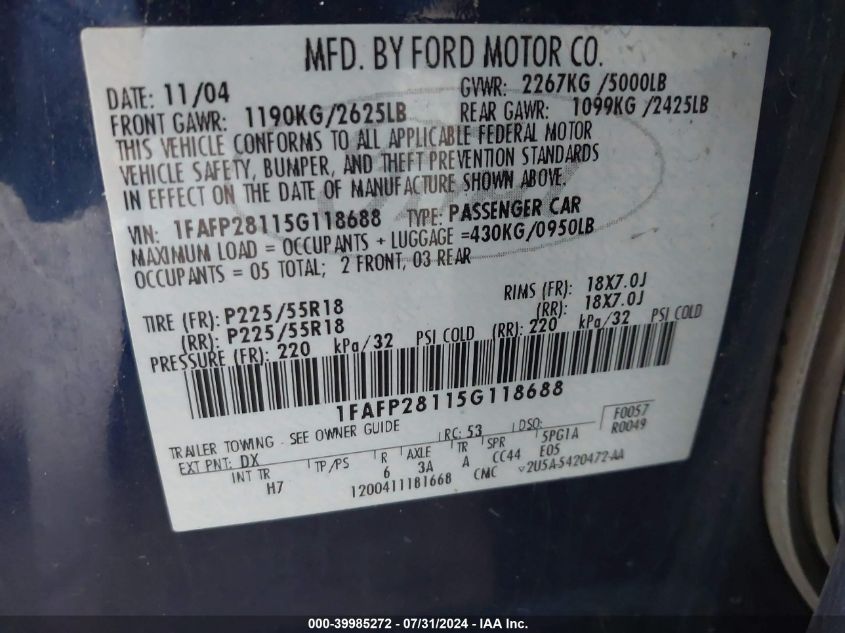 MFD. BY FORD MOTOR CO.
DATE: 11/04 GVWR: 2267KG /5000LB
FRONT GAWR: 1190KG/2625LB REAR GAWR: 1099KG /2425LB
THIS VEHICLE CONFORMS TO ALL APPLICABLE FEDERAL MOTOR
VEHICLE SAFETY, BUMPER, AND THEFT PREVENTION STANDARDS
IN EFFECT ON THE DATE OF MANUFACTURE SHOWN ABOVE.
VIN: 1FAFP28115G118688 TYPE: PASSENGER CAR
MAXIMUM LOAD = OCCUPANTS + LUGGAGE =430KG/0950LB
OCCUPANTS = 05 TOTAL; 2 FRONT, 03 REAR
TIRE (FR): P225/55R18 RIMS (FR): 18X7.0J
(RR): P225/55R18 (RR): 18X7.0J
PRESSURE (FR): 220 kPa/32 PSI COLD (RR): 220 kPa/32 PSI COLD
1FAFP28115G118688
TRAILER TOWING - SEE OWNER GUIDE RC: 53 DSO: F0057
EXT PNT: DX R0049
INT TR TP/PS R AXLE TR SPR 5PG1A
H7 6 3A A CC44 E05
1200411181668 CMC 2U5A-5420472-AA
000-39985272 - 07/31/2024 - IAA Inc.